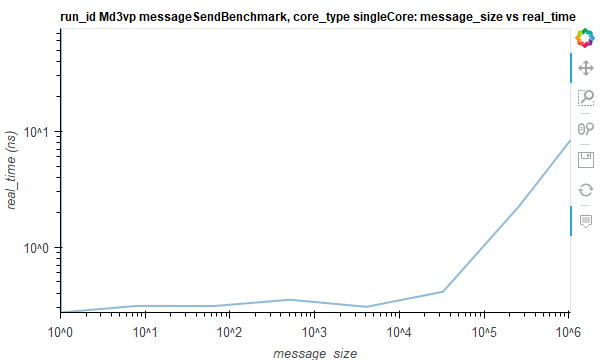 run_id Md3vp messageSendBenchmark, core_type singleCore: message_size vs real_time
real_time (ns)
10^1
10^0
10^0 10^1 10^2 10^3 10^4 10^5 10^6
message_size